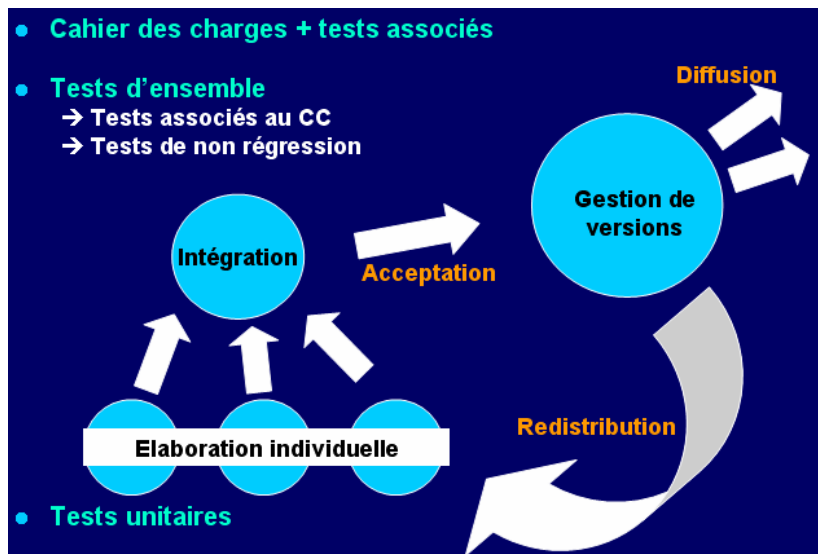 Cahier des charges + tests associés
Tests d'ensemble
➔ Tests associés au CC
➔ Tests de non régression
Diffusion
Gestion de
versions
Intégration
Acceptation
Redistribution
Elaboration individuelle
Tests unitaires